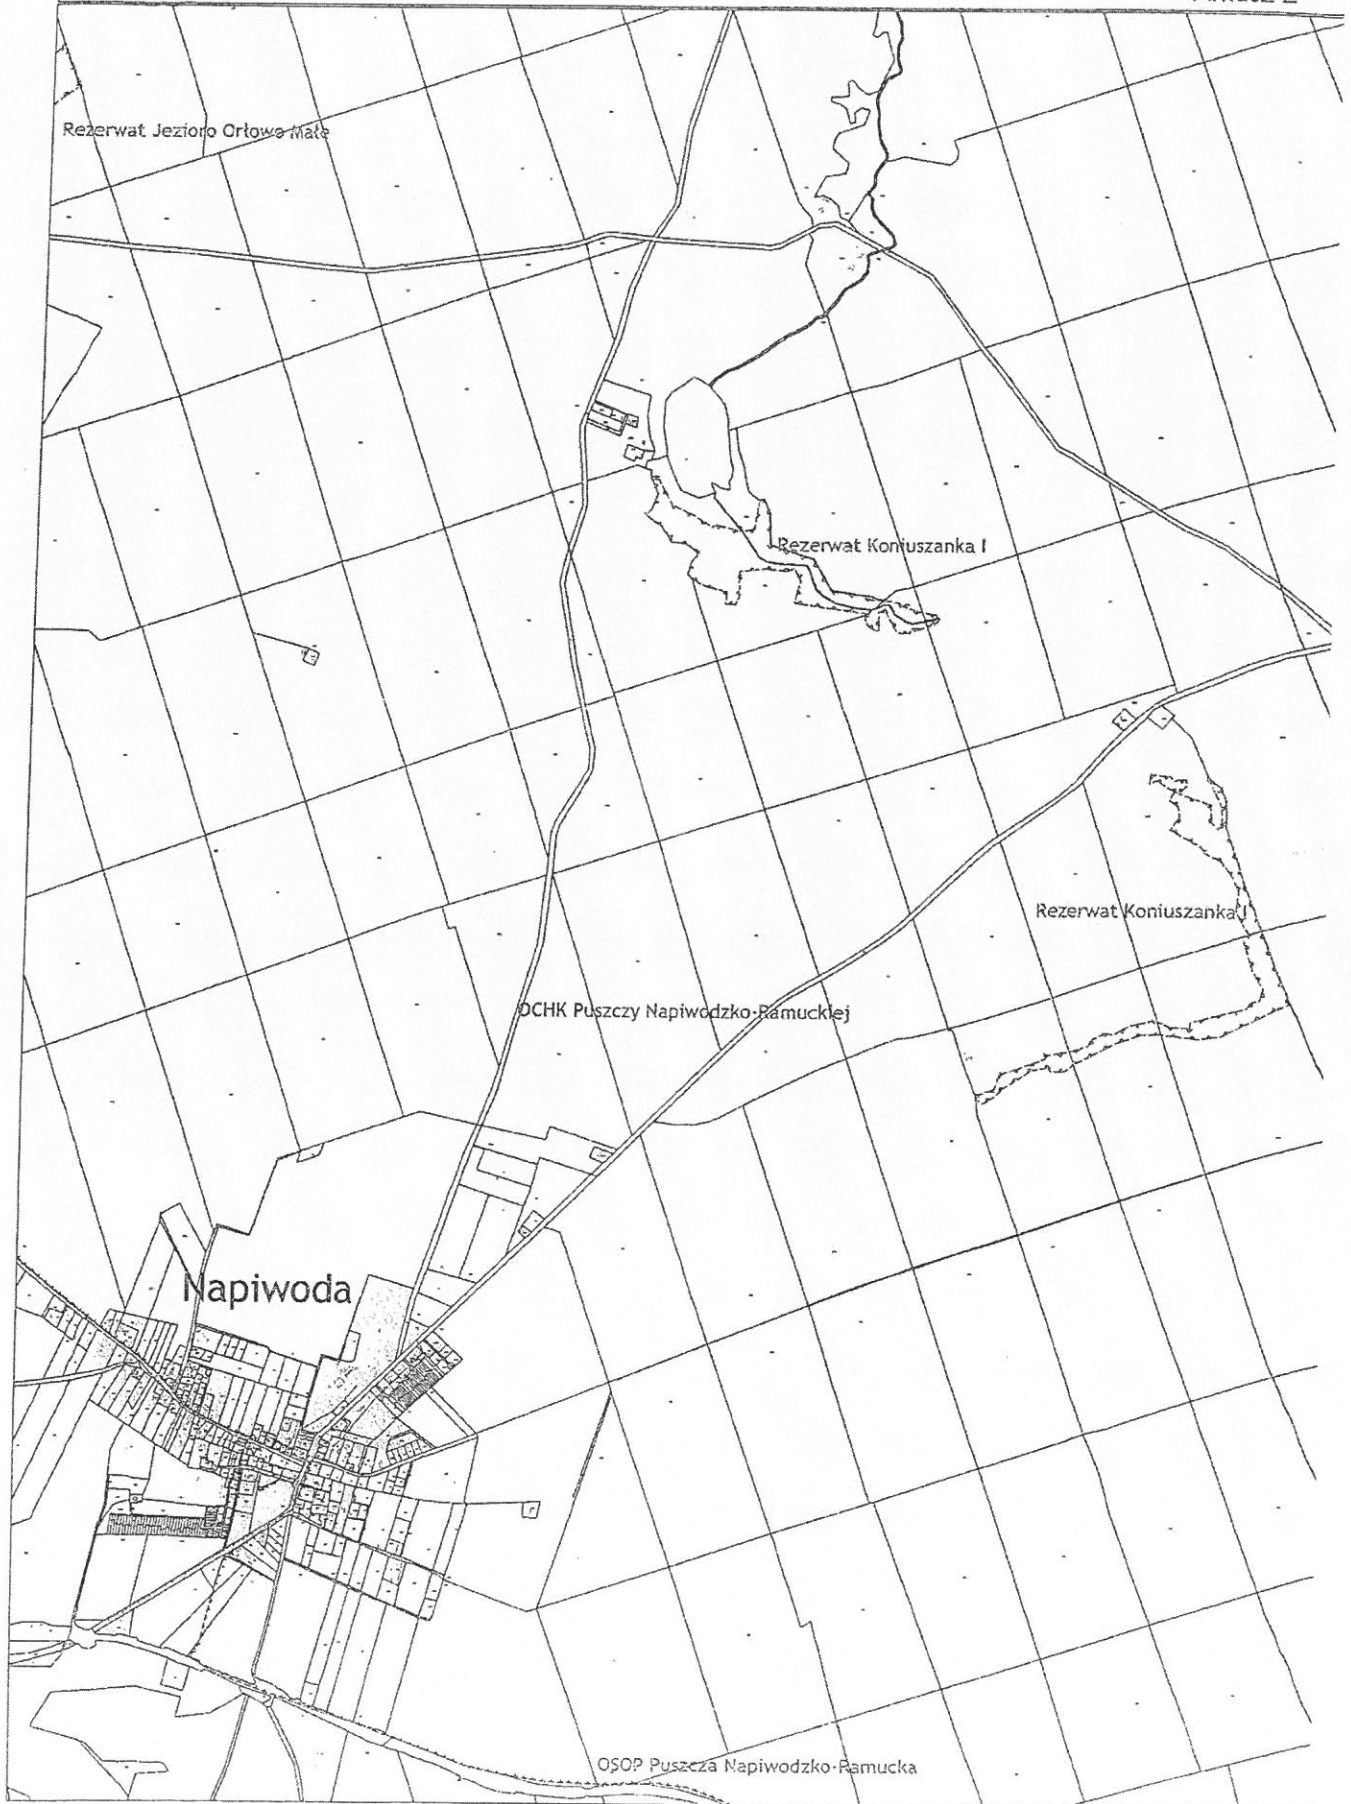 Rezerwat Jezioro Orłowo Małe
Rezerwat Koniuszanka I
Rezerwat Koniuszanka I
OCHK Puszczy Napiwodzko-Ramuckiej
Napiwoda
OSOP Puszcza Napiwodzko-Ramucka